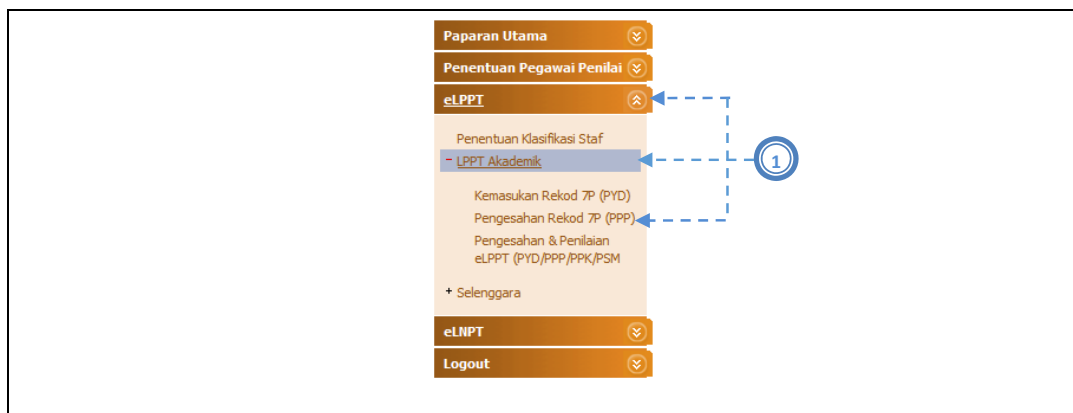 Paparan Utama
Penentuan Pegawai Penilai
eLPPT
Penentuan Klasifikasi Staf
- LPPT Akademik
1
Kemasukan Rekod 7P (PYD)
Pengesahan Rekod 7P (PPP)
Pengesahan & Penilaian
eLPPT (PYD/PPP/PPK/PSM
+ Selenggara
eLNPT
Logout